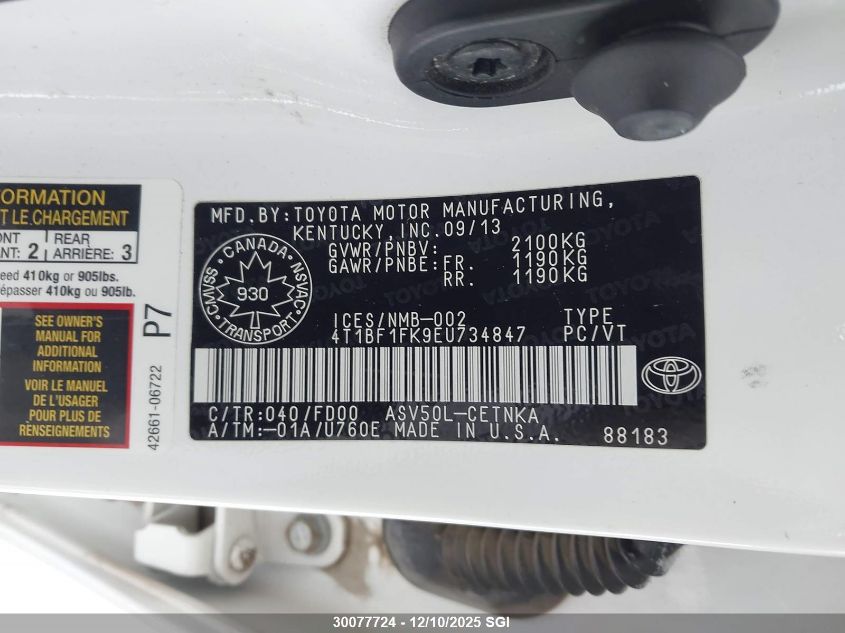 ORMATION
T LE CHARGEMENT
ONT
ANT: 2
REAR
ARRIÈRE: 3
eed 410kg or 905lbs.
épasser 410kg ou 905lb.
SEE OWNER'S
MANUAL FOR
ADDITIONAL
INFORMATION
VOIR LE MANUEL
DE L'USAGER
POUR PLUS DE
RENSEIGNEMENTS
42661-06722
P7
MFD.BY:TOYOTA MOTOR MANUFACTURING,
KENTUCKY,INC.09/13
GVWR/PNBV: 2100KG
GAWR/PNBE: FR. 1190KG
RR. 1190KG
CANADA
CMVSS NSVAC
930
TRANSPORT
ICES/NMB-002 TYPE
4T1BF1FK9EU734847 PC/VT
C/TR:040/FD00 ASV50L-CETNKA
A/TM:-01A/U760E MADE IN U.S.A. 88183
30077724 - 12/10/2025 SGI